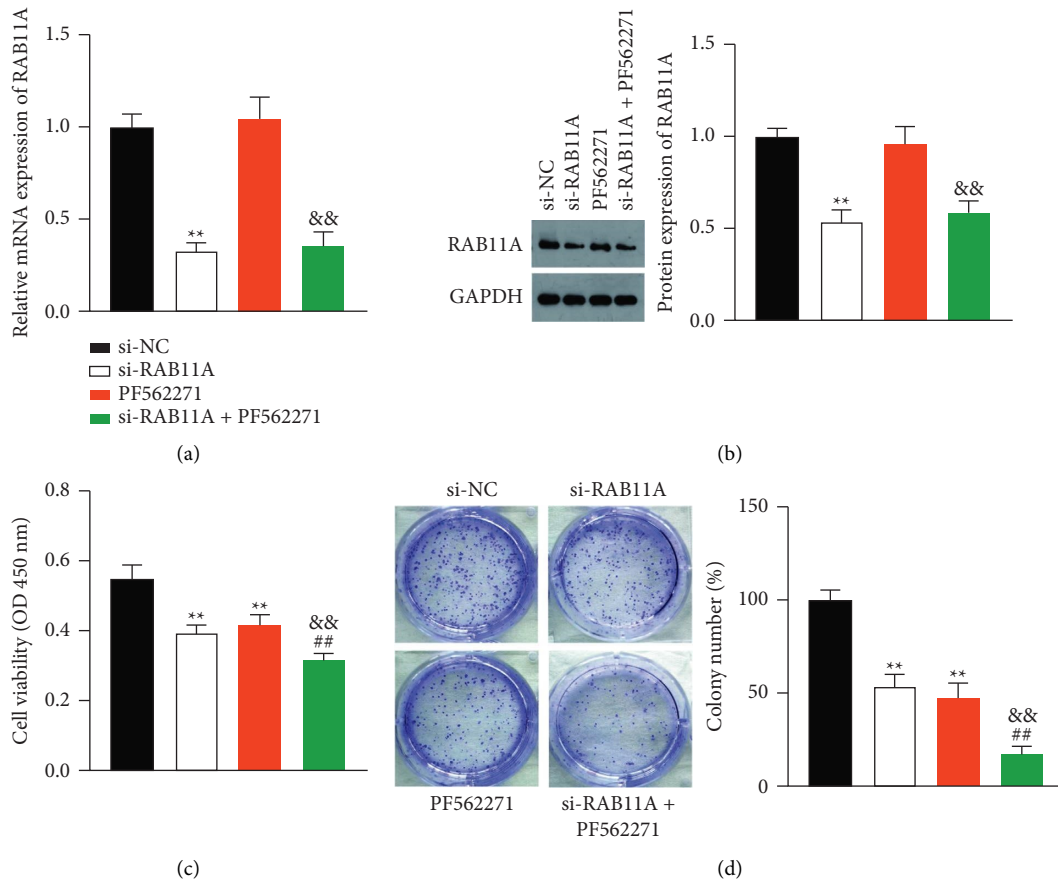 Relative mRNA expression of RAB11A
1.5
1.0
0.5
0.0
**
&&
si-NC
si-RAB11A
PF562271
si-RAB11A + PF562271
(a)
si-NC
si-RAB11A
PF562271
si-RAB11A + PF562271
RAB11A
GAPDH
Protein expression of RAB11A
1.5
1.0
0.5
0.0
**
&&
(b)
Cell viability (OD 450 nm)
0.8
0.6
0.4
0.2
0.0
**
**
&&
##
(c)
si-NC
si-RAB11A
PF562271
si-RAB11A +
PF562271
Colony number (%)
150
100
50
0
**
**
&&
##
(d)